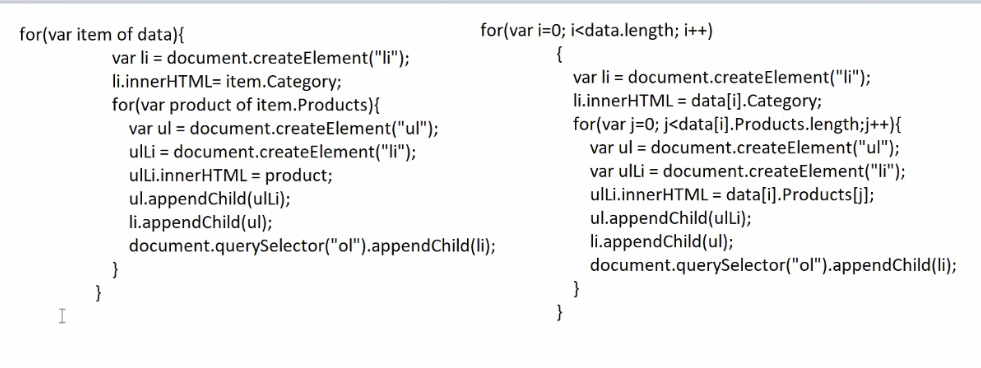 for(var item of data){
var li = document.createElement("li");
li.innerHTML= item.Category;
for(var product of item.Products){
var ul = document.createElement("ul");
ulLi = document.createElement("li");
ulLi.innerHTML = product;
ul.appendChild(ulLi);
li.appendChild(ul);
document.querySelector("ol").appendChild(li);
}
}
for(var i=0; i<data.length; i++)
{
var li = document.createElement("li");
li.innerHTML = data[i].Category;
for(var j=0; j<data[i].Products.length;j++){
var ul = document.createElement("ul");
var ulLi = document.createElement("li");
ulLi.innerHTML = data[i].Products[j];
ul.appendChild(ulLi);
li.appendChild(ul);
document.querySelector("ol").appendChild(li);
}
}